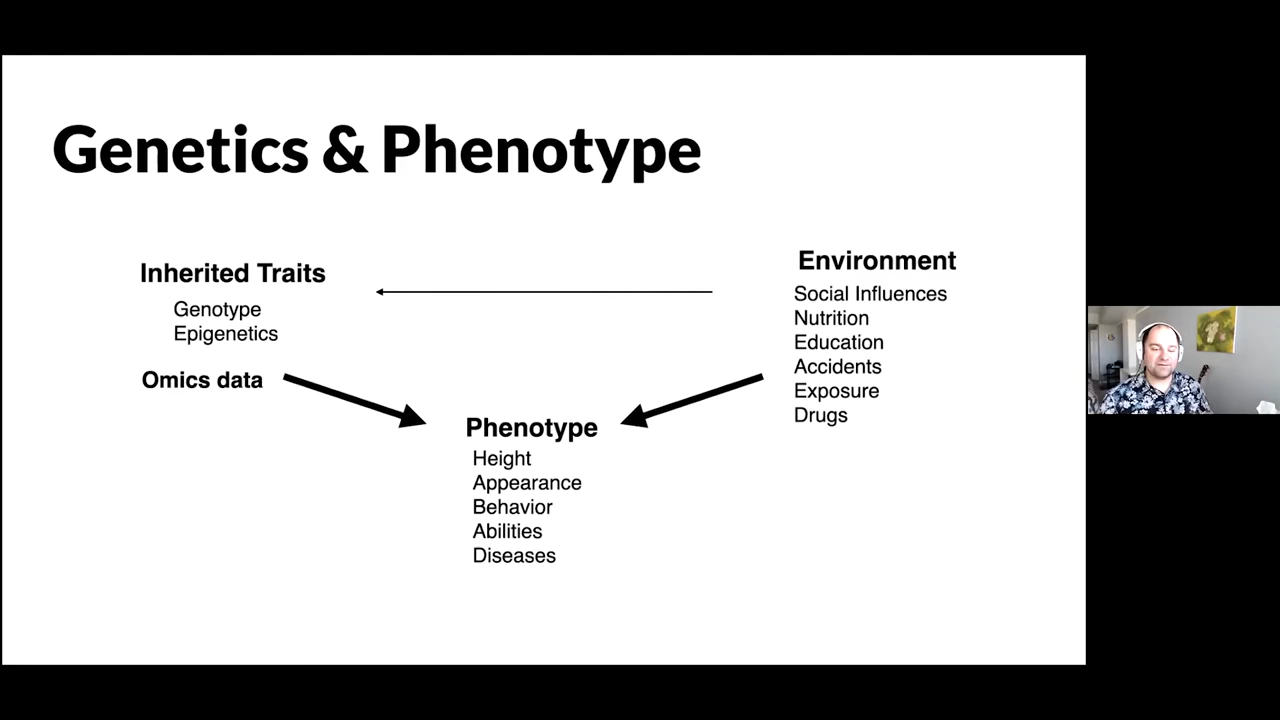 Genetics & Phenotype
Inherited Traits
Genotype
Epigenetics
Omics data
Environment
Social Influences
Nutrition
Education
Accidents
Exposure
Drugs
Phenotype
Height
Appearance
Behavior
Abilities
Diseases